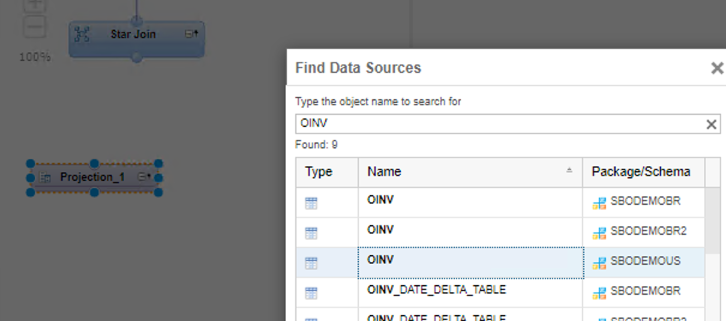 Star Join
100%
Find Data Sources
Type the object name to search for
OINV
Found: 9
Type Name Package/Schema
OINV SBODEMOBR
OINV SBODEMOBR2
Projection_1
OINV SBODEMOUS
OINV_DATE_DELTA_TABLE SBODEMOBR
OINV_DATE_DELTA_TABLE SBODEMOBR2